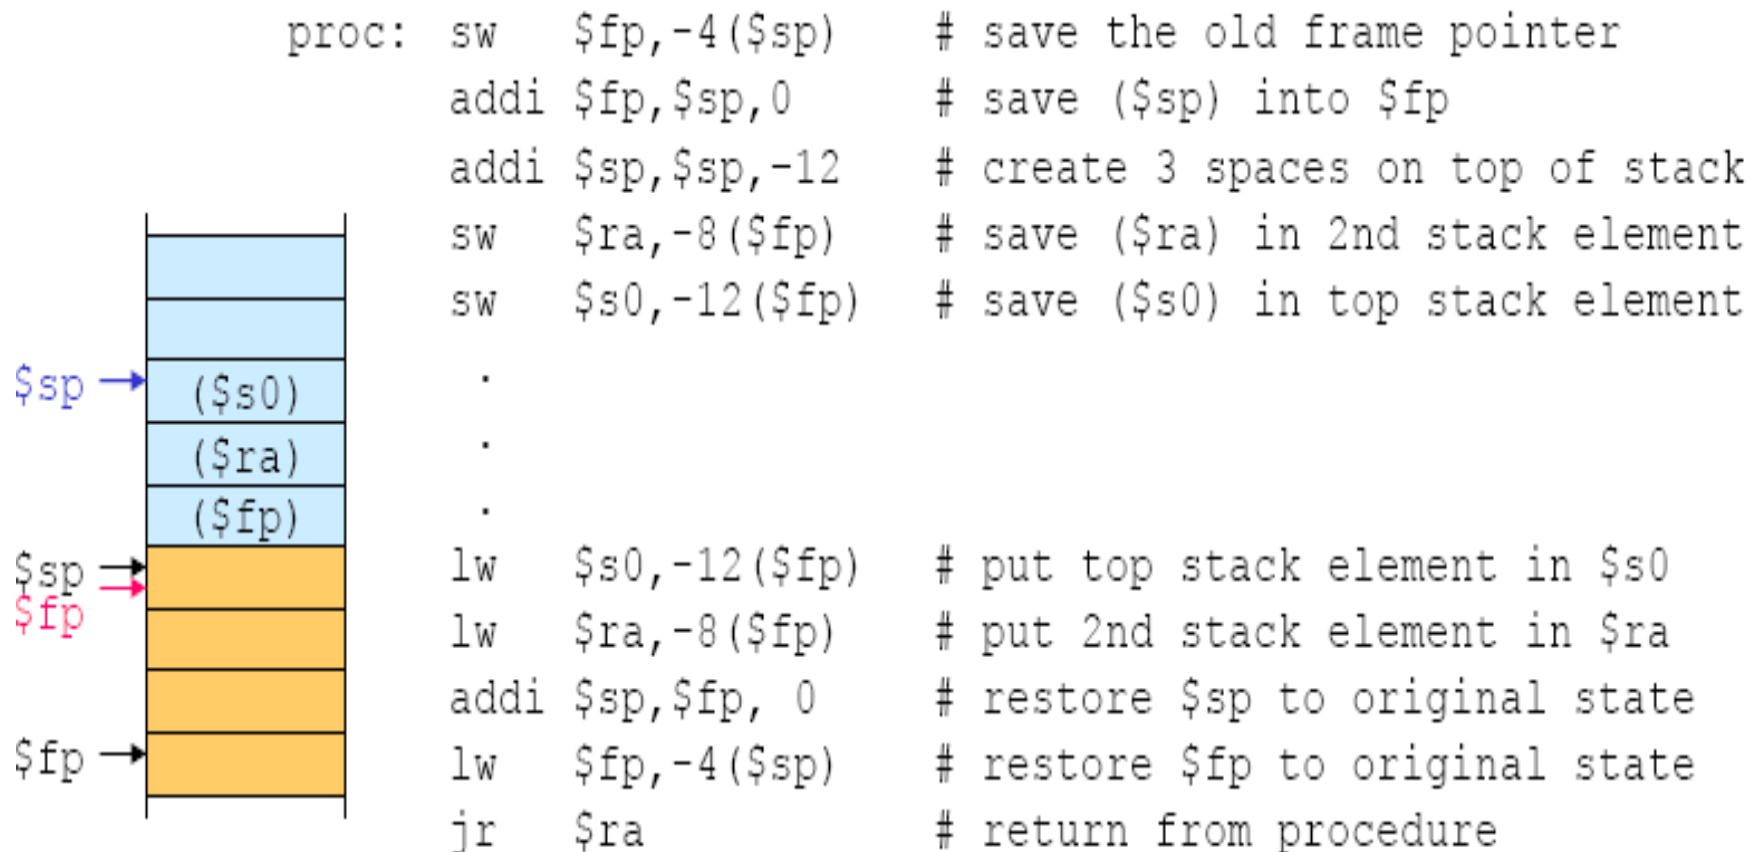 proc: sw $fp,-4($sp) # save the old frame pointer
addi $fp,$sp,0 # save ($sp) into $fp
addi $sp,$sp,-12 # create 3 spaces on top of stack
sw $ra,-8($fp) # save ($ra) in 2nd stack element
sw $s0,-12($fp) # save ($s0) in top stack element
$sp ($s0) .
($ra) .
($fp) .
$sp lw $s0,-12($fp) # put top stack element in $s0
$fp lw $ra,-8($fp) # put 2nd stack element in $ra
addi $sp,$fp, 0 # restore $sp to original state
$fp lw $fp,-4($sp) # restore $fp to original state
jr $ra # return from procedure